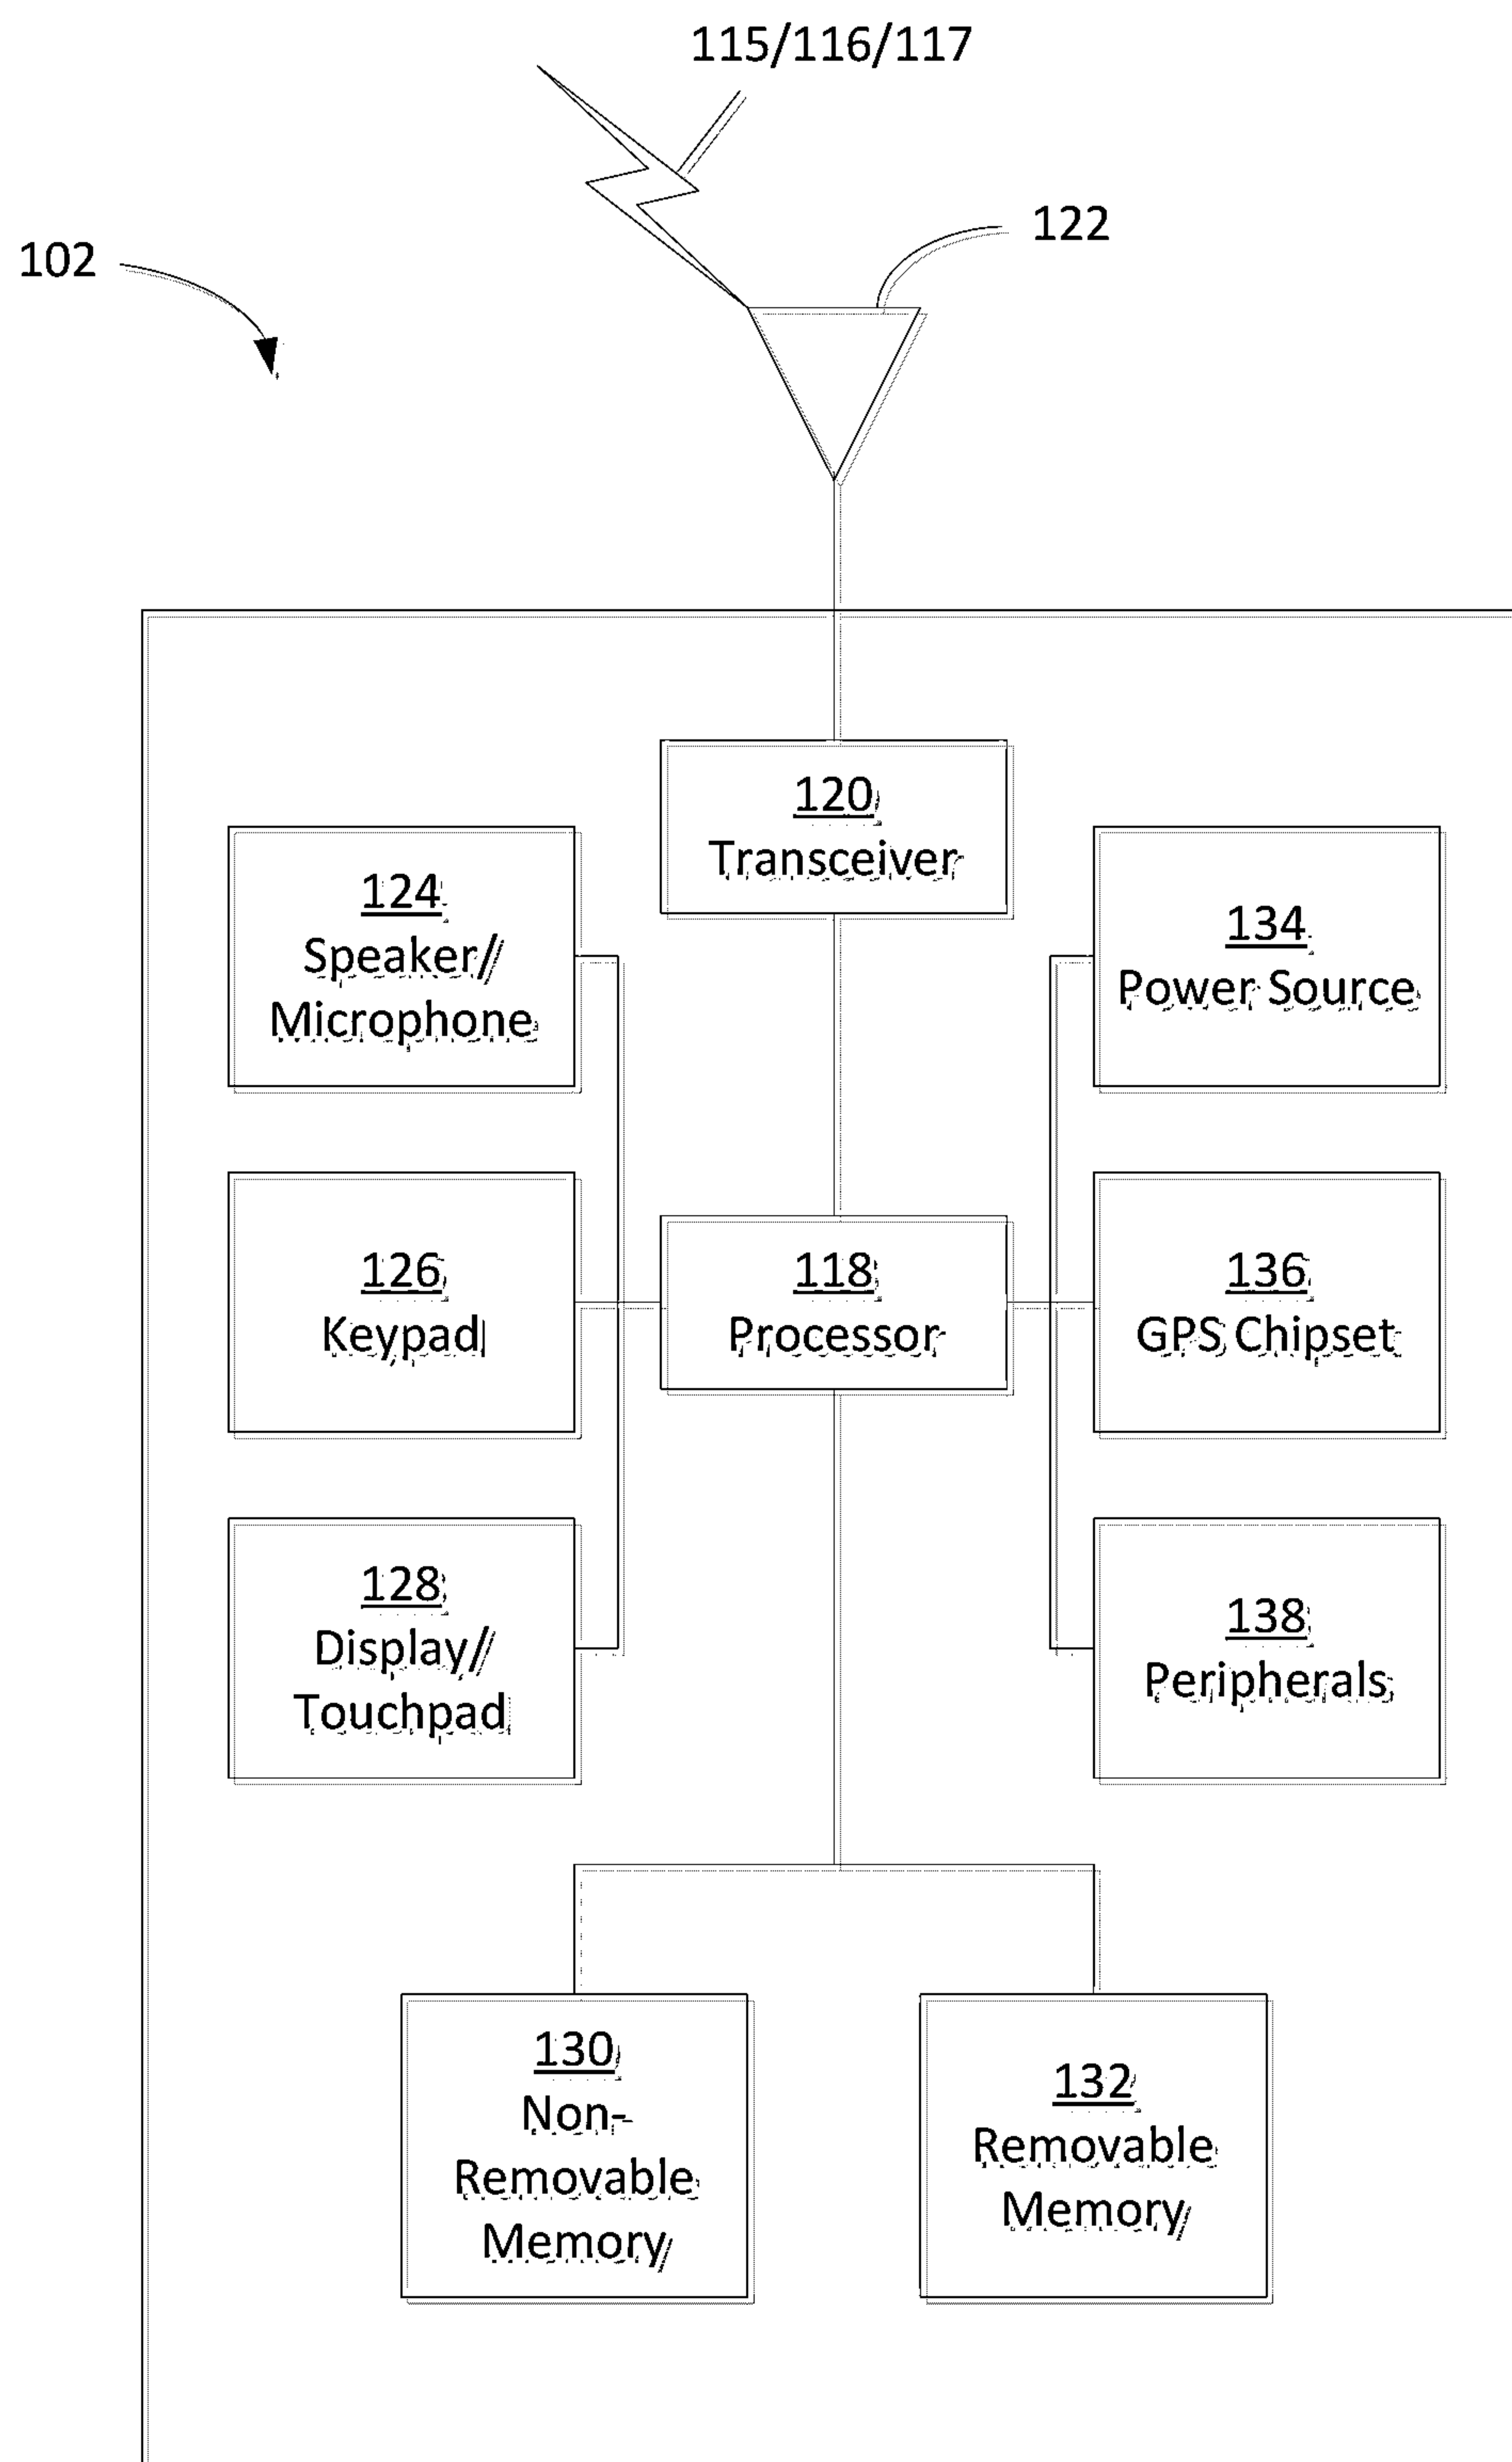 115/116/117
122
102
120
Transceiver
124
Speaker/
Microphone
134
Power Source
126
Keypad
118
Processor
136
GPS Chipset
128
Display/
Touchpad
138
Peripherals
130
Non-
Removable
Memory
132
Removable
Memory